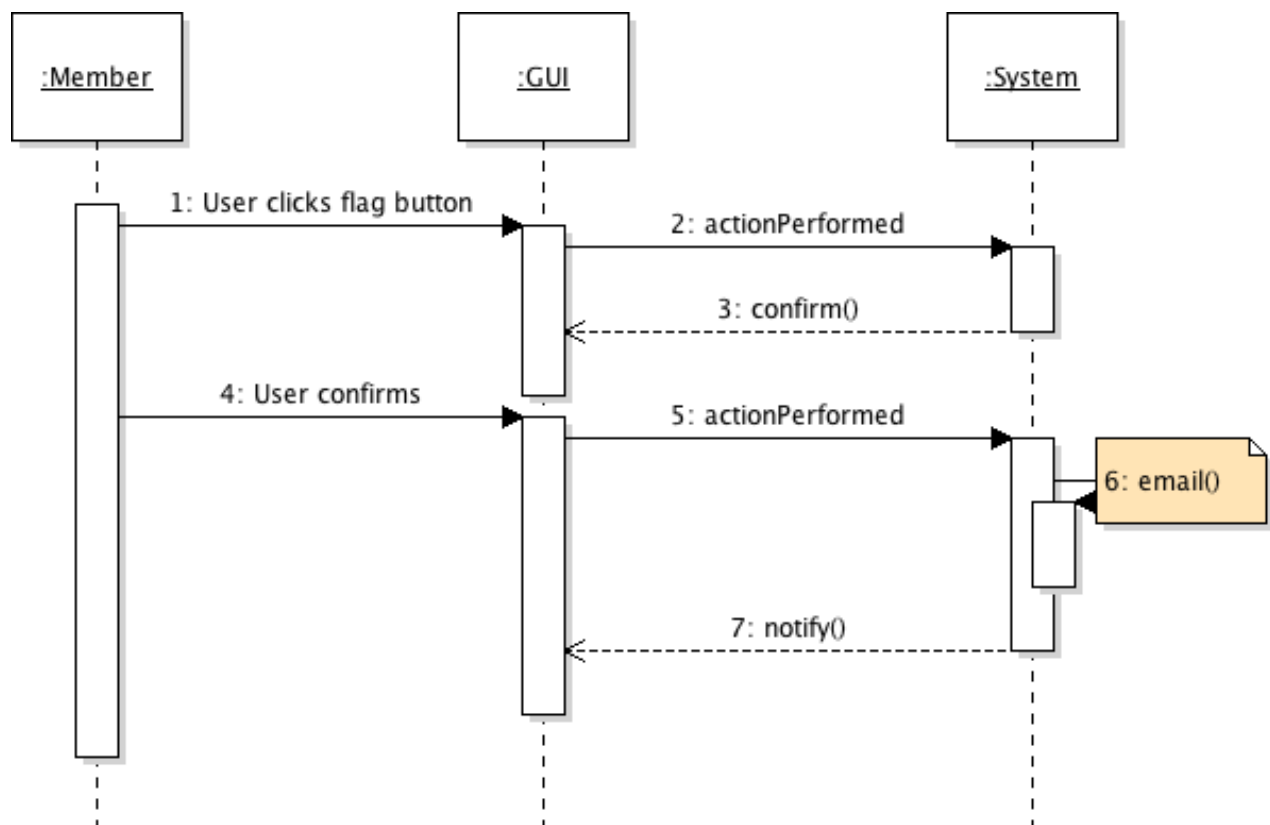 :Member
:GUI
:System
1: User clicks flag button
2: actionPerformed
3: confirm()
4: User confirms
5: actionPerformed
6: email()
7: notify()